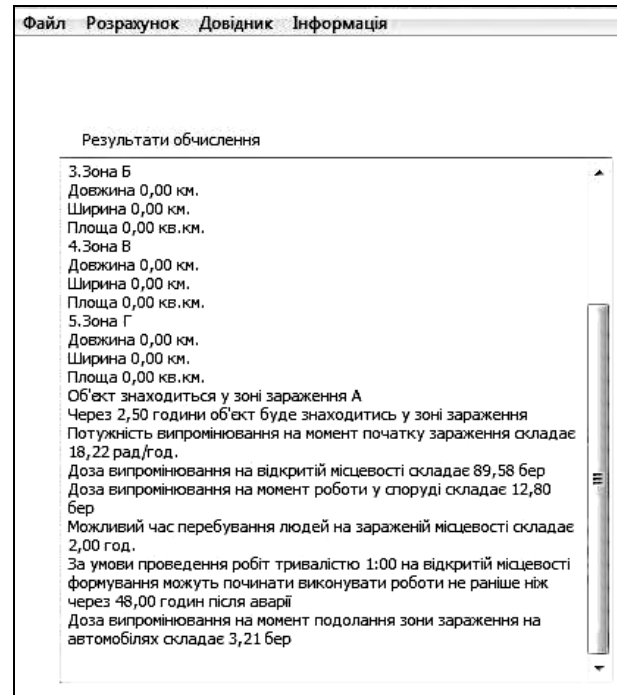 Файл Розрахунок Довідник Інформація
Результати обчислення
3.Зона Б
Довжина 0,00 км.
Ширина 0,00 км.
Площа 0,00 кв.км.
4.Зона В
Довжина 0,00 км.
Ширина 0,00 км.
Площа 0,00 кв.км.
5.Зона Г
Довжина 0,00 км.
Ширина 0,00 км.
Площа 0,00 кв.км.
Об'єкт знаходиться у зоні зараження А
Через 2,50 години об'єкт буде знаходитись у зоні зараження
Потужність випромінювання на момент початку зараження складає
18,22 рад/год.
Доза випромінювання на відкритій місцевості складає 89,58 бер
Доза випромінювання на момент роботи у споруді складає 12,80
бер
Можливий час перебування людей на зараженій місцевості складає
2,00 год.
За умови проведення робіт тривалістю 1:00 на відкритій місцевості
формування можуть починати виконувати роботи не раніше ніж
через 48,00 годин після аварії
Доза випромінювання на момент подолання зони зараження на
автомобілях складає 3,21 бер